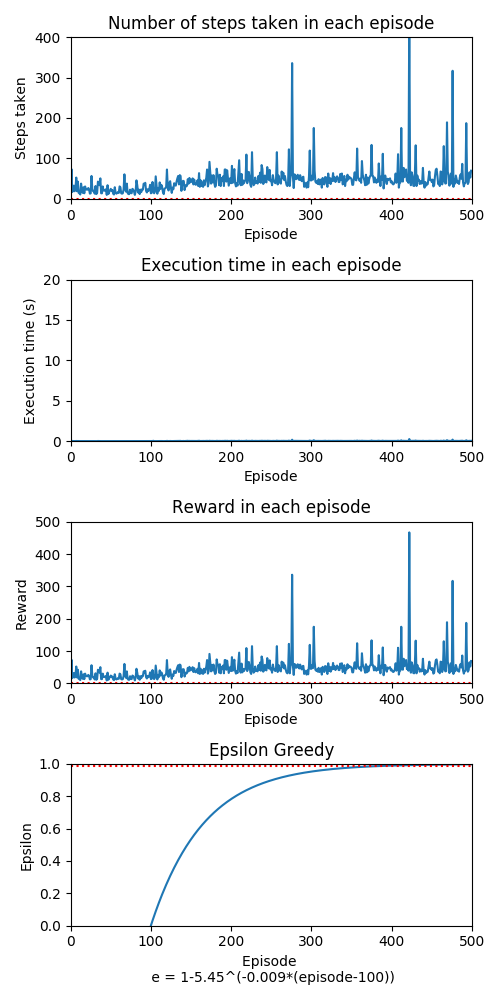 Number of steps taken in each episode
400
300
200
100
0
Steps taken
0 100 200 300 400 500
Episode
Execution time in each episode
20
15
10
5
0
Execution time (s)
0 100 200 300 400 500
Episode
Reward in each episode
500
400
300
200
100
0
Reward
0 100 200 300 400 500
Episode
Epsilon Greedy
1.0
0.8
0.6
0.4
0.2
0.0
Epsilon
0 100 200 300 400 500
Episode
e = 1-5.45^(-0.009*(episode-100))